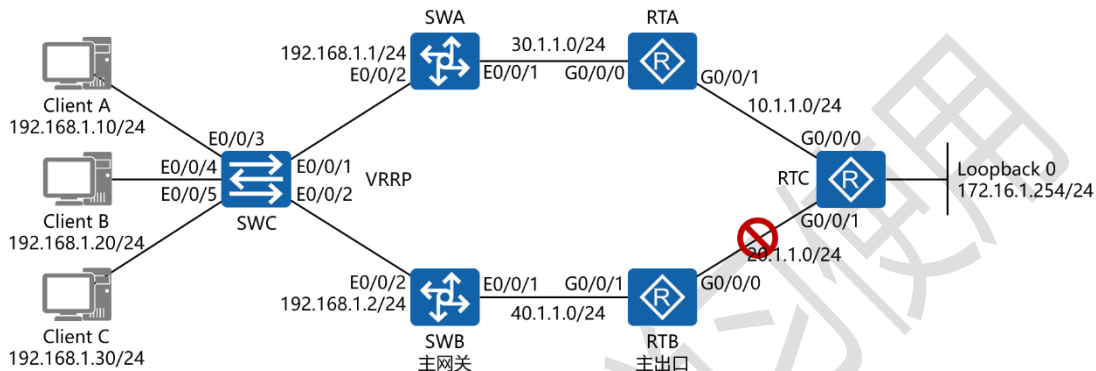 SWA
RTA
192.168.1.1/24
30.1.1.0/24
E0/0/2
E0/0/1
G0/0/0
G0/0/1
Client A
192.168.1.10/24
10.1.1.0/24
E0/0/3
G0/0/0
E0/0/4
E0/0/1
VRRP
RTC
Loopback 0
172.16.1.254/24
E0/0/5
E0/0/2
SWC
G0/0/1
Client B
192.168.1.20/24
20.1.1.0/24
E0/0/2
E0/0/1
G0/0/1
G0/0/0
192.168.1.2/24
40.1.1.0/24
Client C
192.168.1.30/24
SWB
主网关
RTB
主出口
R
R
R